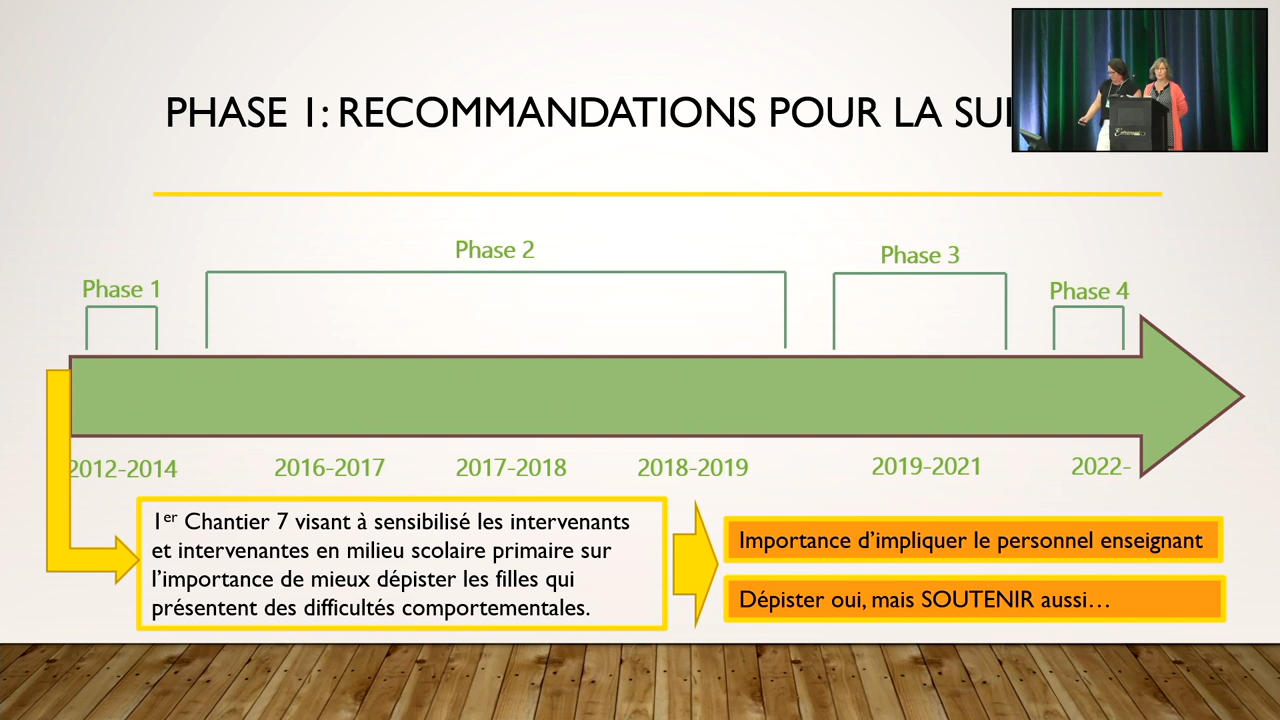 PHASE 1: RECOMMANDATIONS POUR LA
Phase 1
Phase 2
Phase 3
Phase 4
2012-2014
2016-2017
2017-2018
2018-2019
2019-2021
2022-
1er Chantier 7 visant à sensibilisé les intervenants
et intervenantes en milieu scolaire primaire sur
l'importance de mieux dépister les filles qui
présentent des difficultés comportementales.
Importance d'impliquer le personnel enseignant
Dépister oui, mais SOUTENIR aussi…